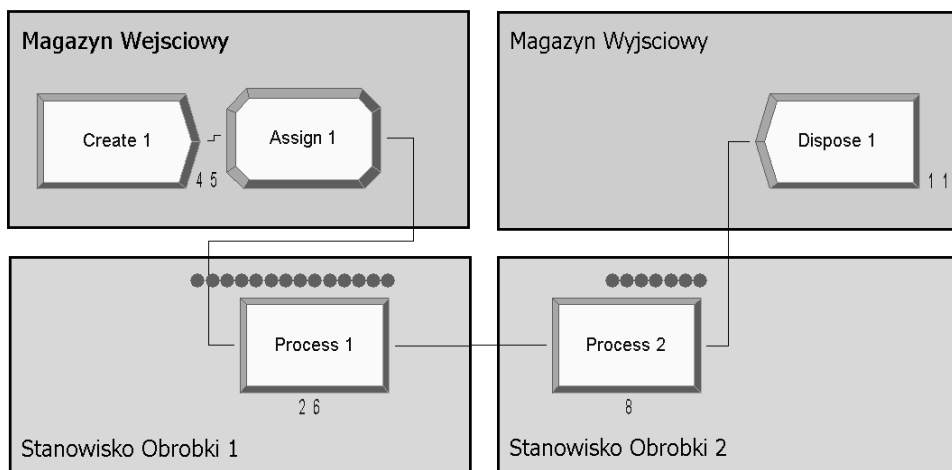 Magazyn Wejsciowy
Create 1
4 5
Assign 1
Magazyn Wyjsciowy
Dispose 1
1 1
Process 1
2 6
Stanowisko Obrobki 1
Process 2
8
Stanowisko Obrobki 2